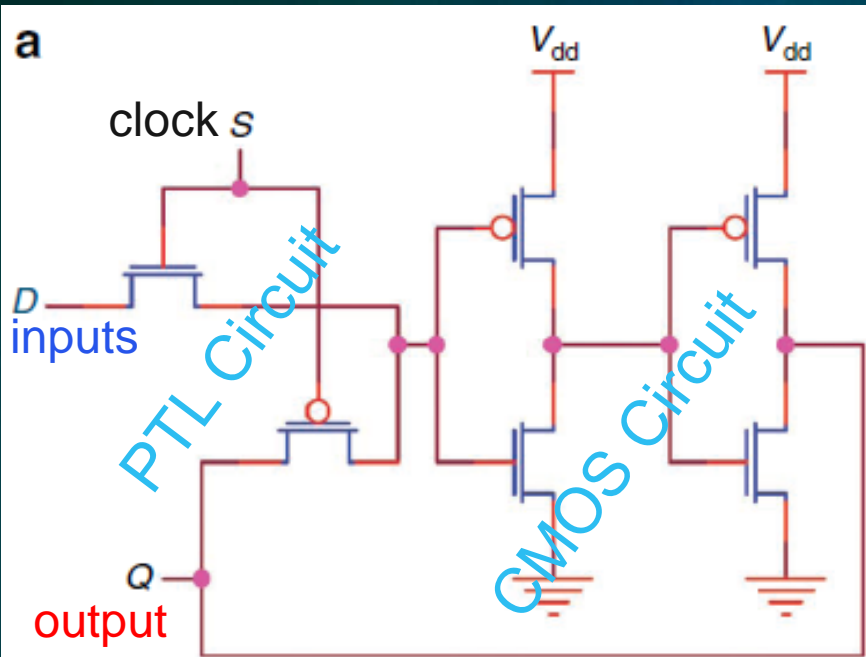 a
V_dd
V_dd
clock S
D
inputs
PTL Circuit
CMOS Circuit
Q
output